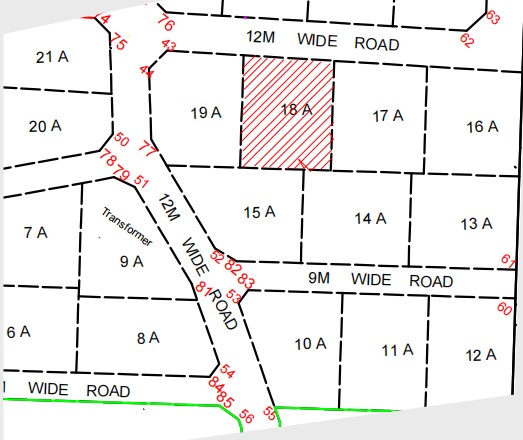 63
76
4
75
43
12M WIDE ROAD
62
21 A
44
19 A
18 A
17 A
16 A
20 A
50
77
78
79
51
15 A
14 A
13 A
12M WIDE ROAD
Transformer
7 A
9 A
52
82
83
61
9M WIDE ROAD
81
53
60
6 A
8 A
10 A
11 A
12 A
54
84
85
WIDE ROAD
56
55